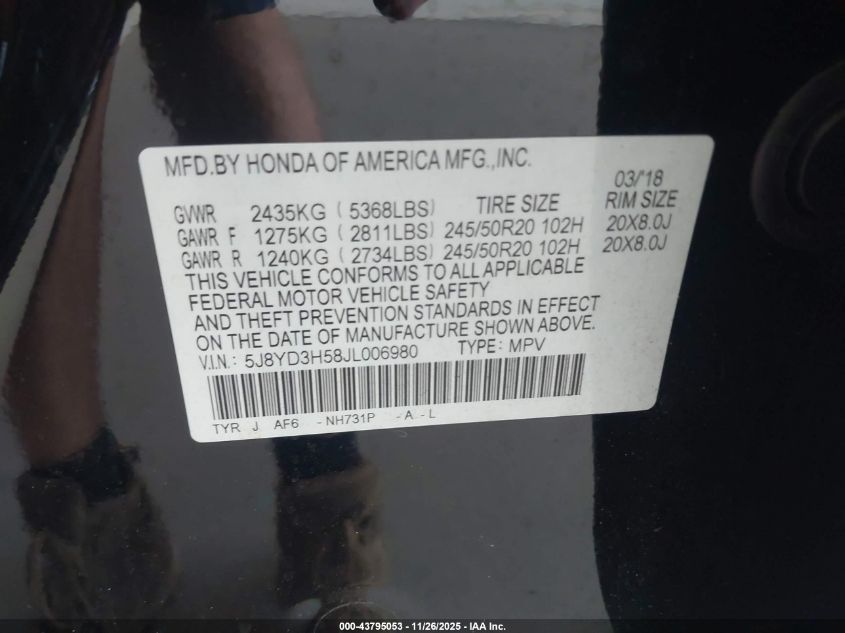 MFD.BY HONDA OF AMERICA MFG.,INC.
03/'18
GVWR 2435KG ( 5368LBS) TIRE SIZE RIM SIZE
GAWR F 1275KG ( 2811LBS) 245/50R20 102H 20X8.0J
GAWR R 1240KG ( 2734LBS) 245/50R20 102H 20X8.0J
THIS VEHICLE CONFORMS TO ALL APPLICABLE
FEDERAL MOTOR VEHICLE SAFETY
AND THEFT PREVENTION STANDARDS IN EFFECT
ON THE DATE OF MANUFACTURE SHOWN ABOVE.
V.I.N.: 5J8YD3H58JL006980 TYPE: MPV
TYR J AF6 -NH731P -A -L
000-43795053 - 11/26/2025 - IAA Inc.